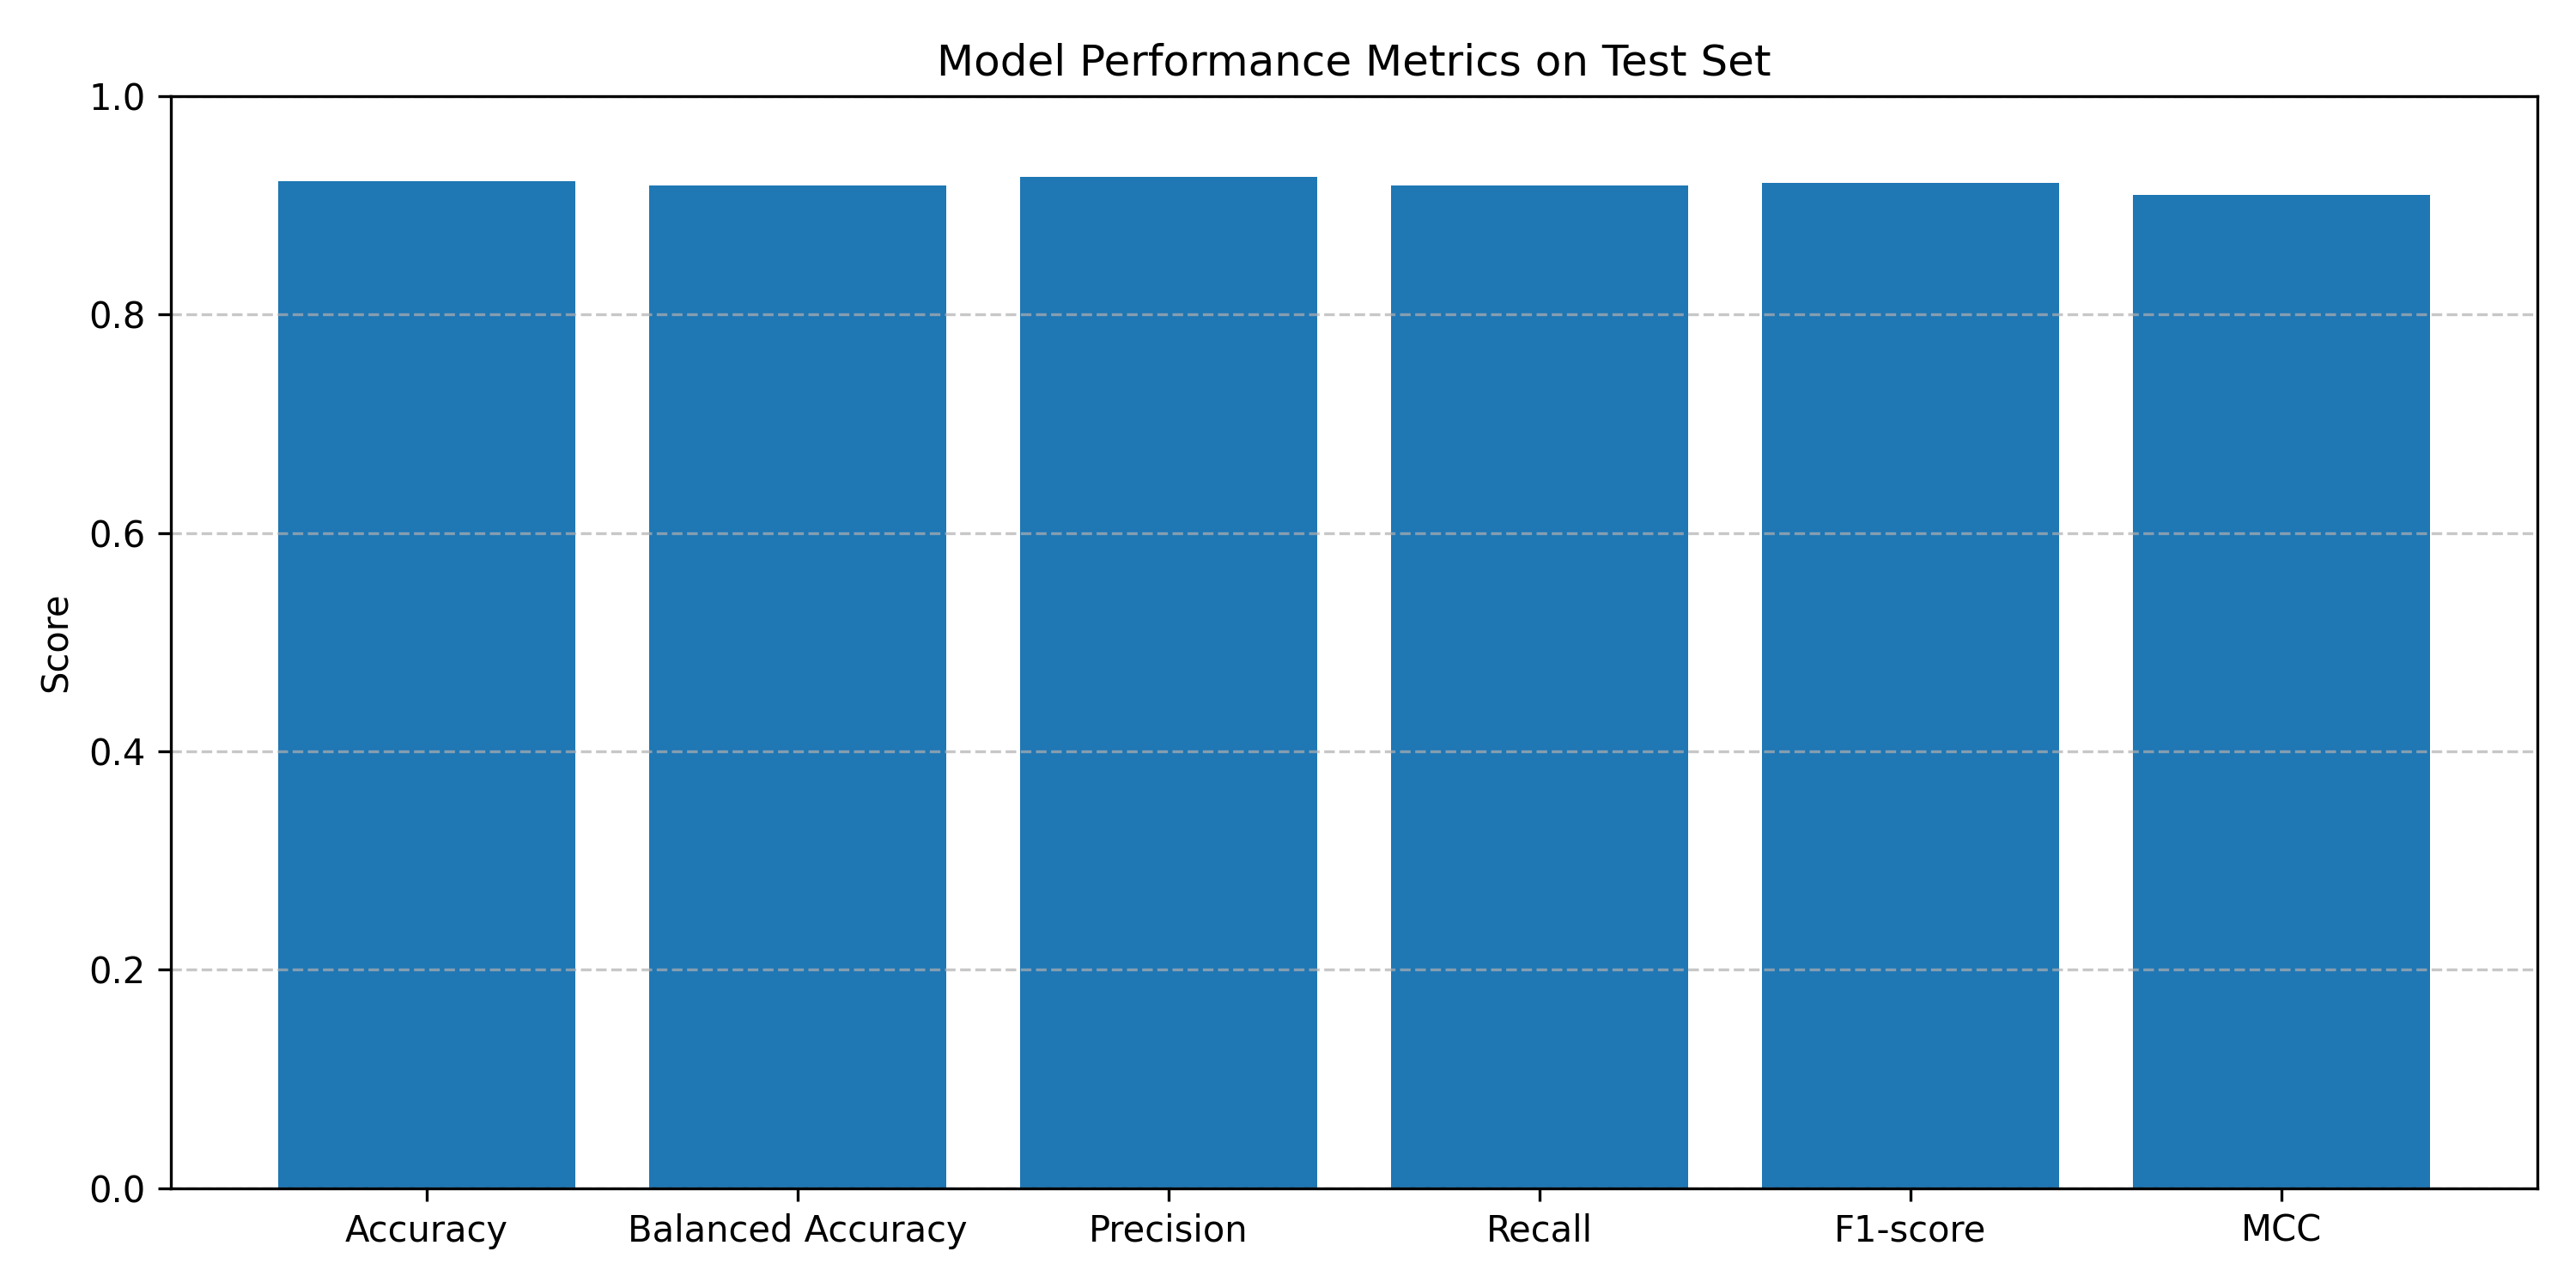 Model Performance Metrics on Test Set
1.0
0.8
0.6
0.4
0.2
0.0
Score
Accuracy Balanced Accuracy Precision Recall F1-score MCC